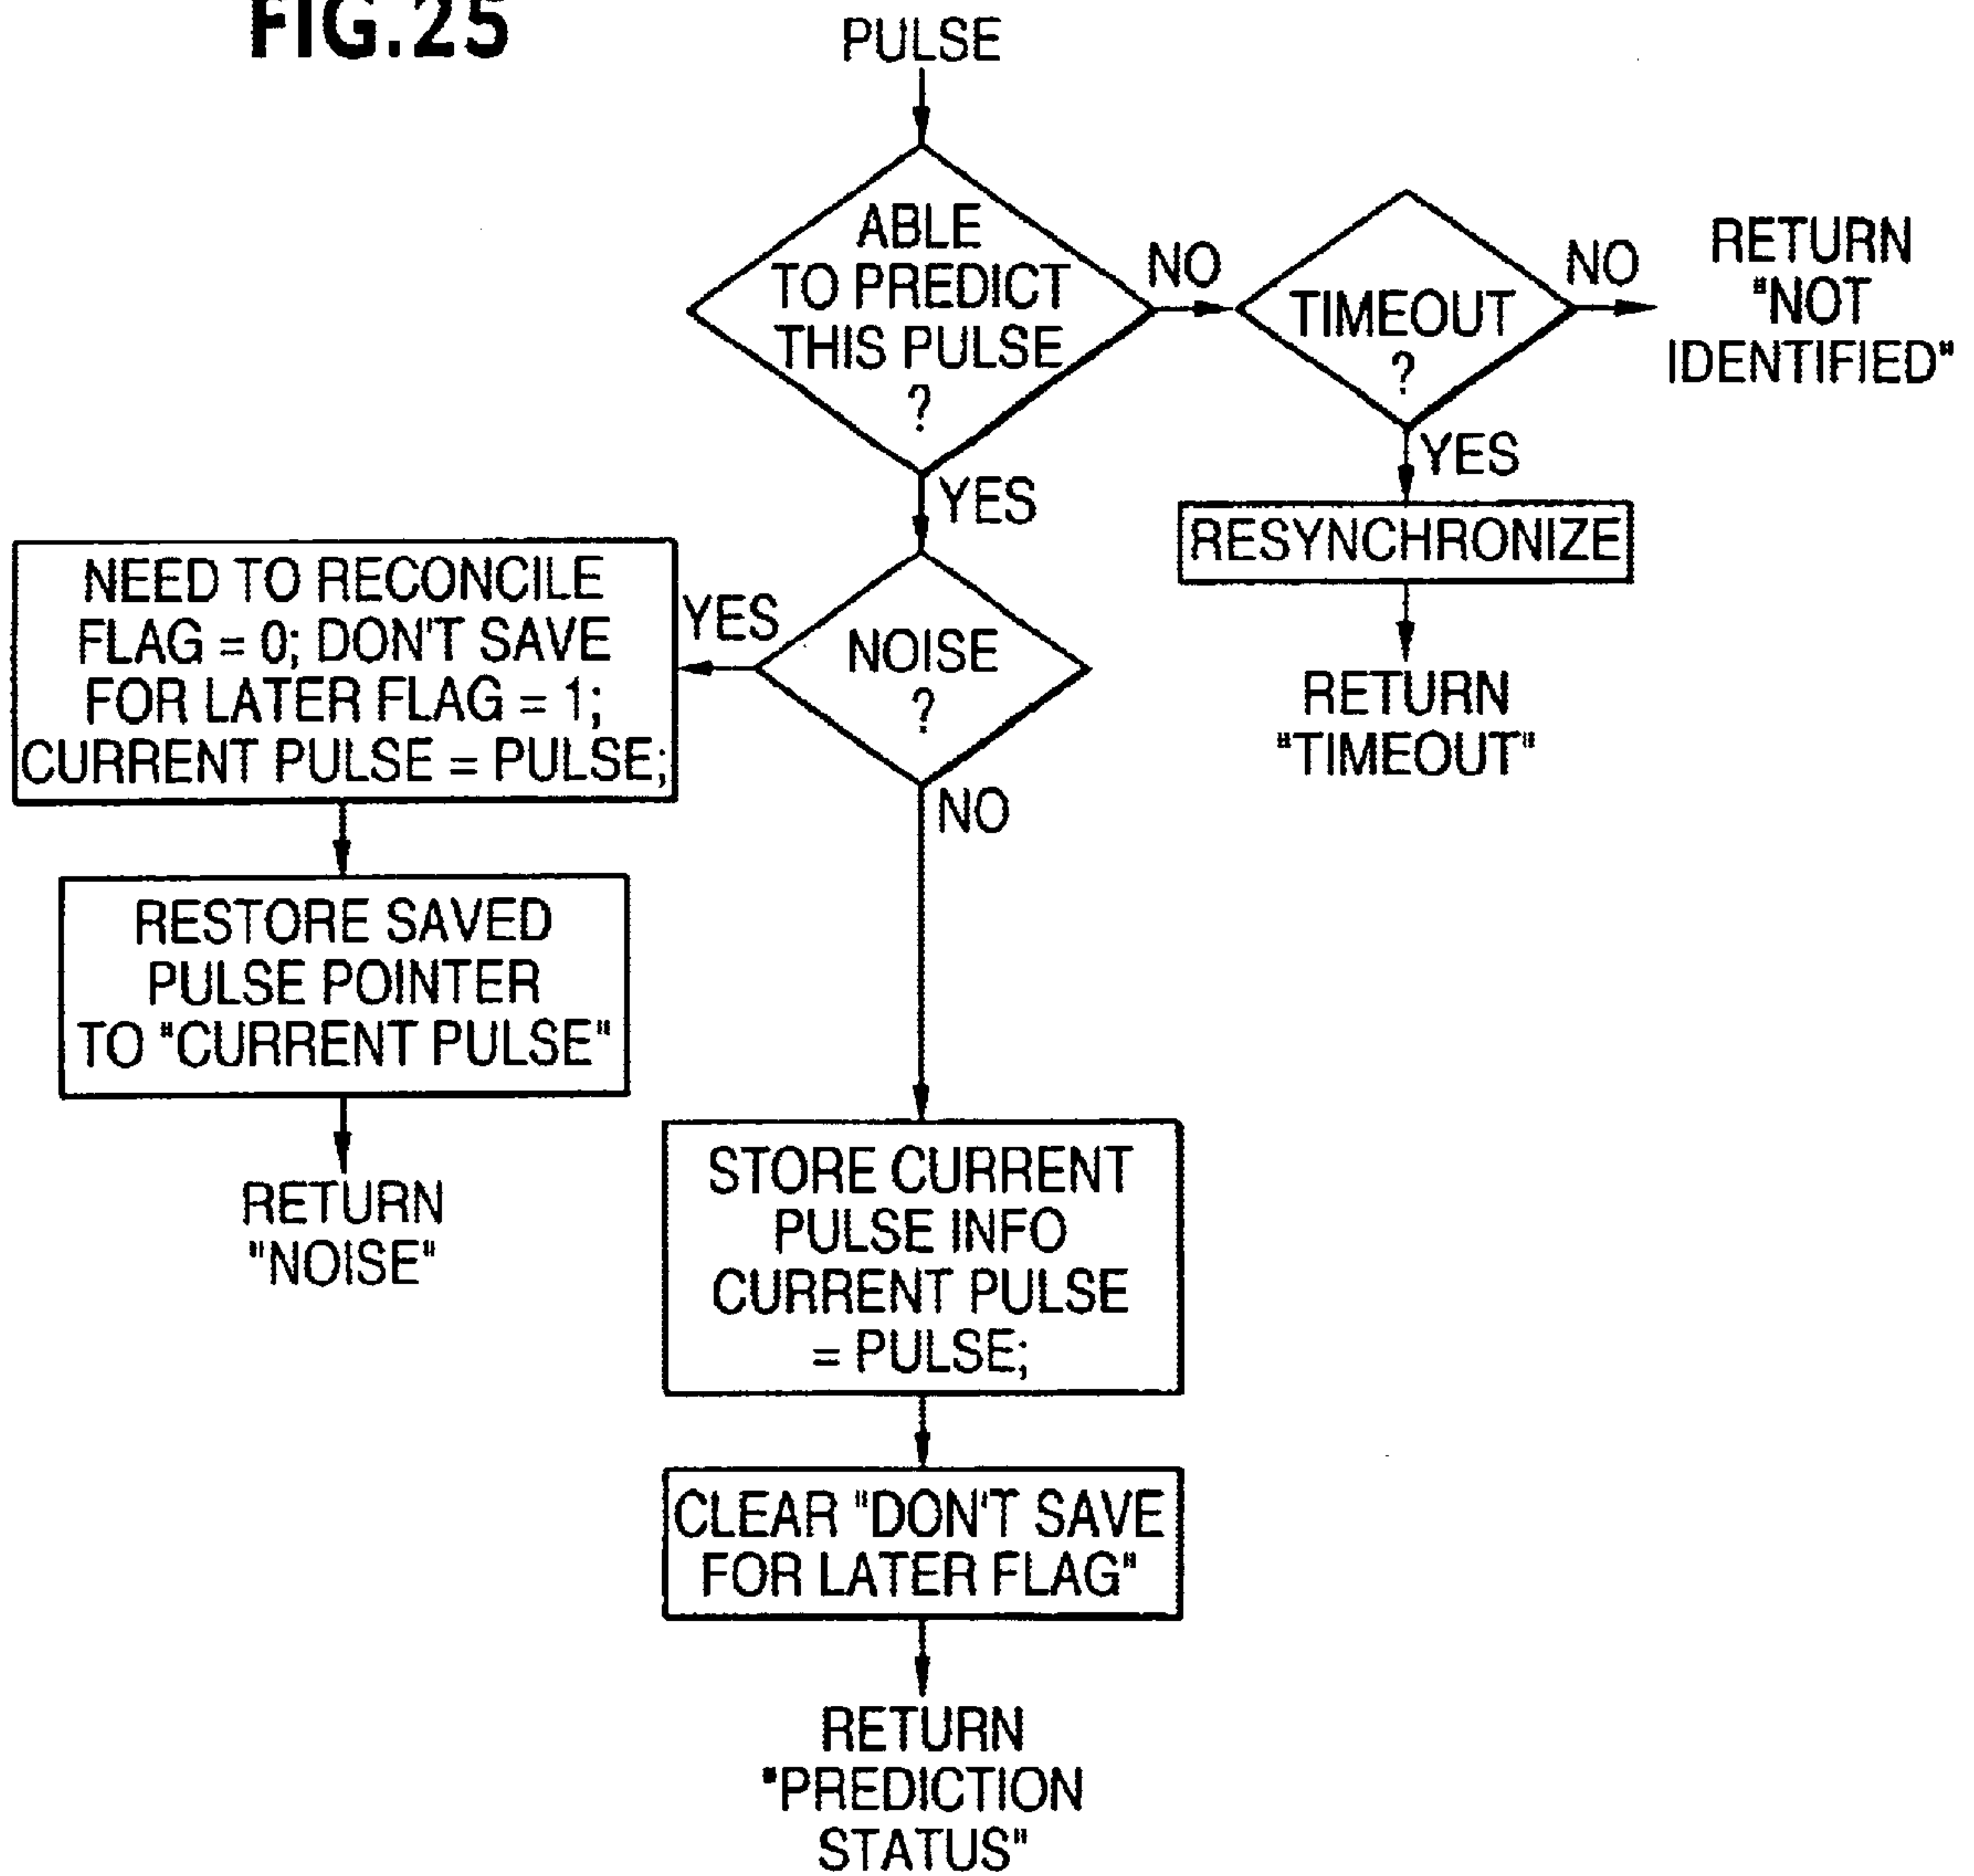 FIG.25
PULSE
ABLE
TO PREDICT
THIS PULSE
?
NO
TIMEOUT
?
NO
RETURN
"NOT
IDENTIFIED"
YES
RESYNCHRONIZE
RETURN
"TIMEOUT"
YES
NOISE
?
YES
NEED TO RECONCILE
FLAG = 0; DON'T SAVE
FOR LATER FLAG = 1;
CURRENT PULSE = PULSE;
RESTORE SAVED
PULSE POINTER
TO "CURRENT PULSE"
RETURN
"NOISE"
NO
STORE CURRENT
PULSE INFO
CURRENT PULSE
= PULSE;
CLEAR "DON'T SAVE
FOR LATER FLAG"
RETURN
"PREDICTION
STATUS"